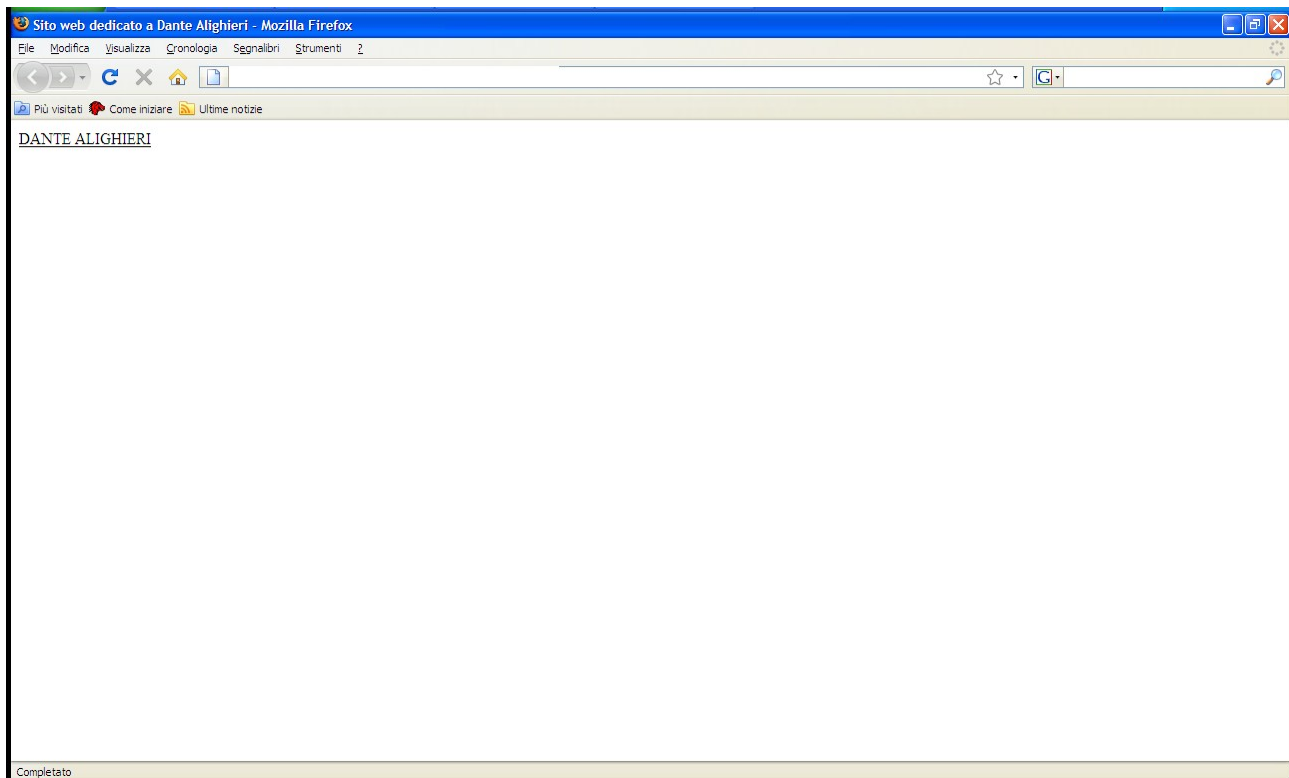 Sito web dedicato a Dante Alighieri - Mozilla Firefox
File Modifica Visualizza Cronologia Segnalibri Strumenti ?
G
Più visitati Come iniziare Ultime notizie
DANTE ALIGHIERI
Completato